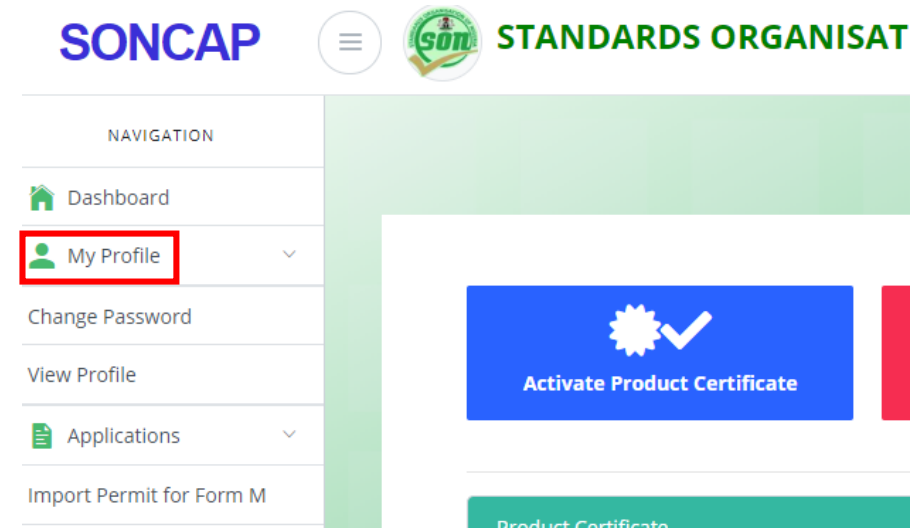 SONCAP
son
STANDARDS ORGANISAT
NAVIGATION
Dashboard
My Profile
Change Password
View Profile
Applications
Import Permit for Form M
Activate Product Certificate
Product Certificate